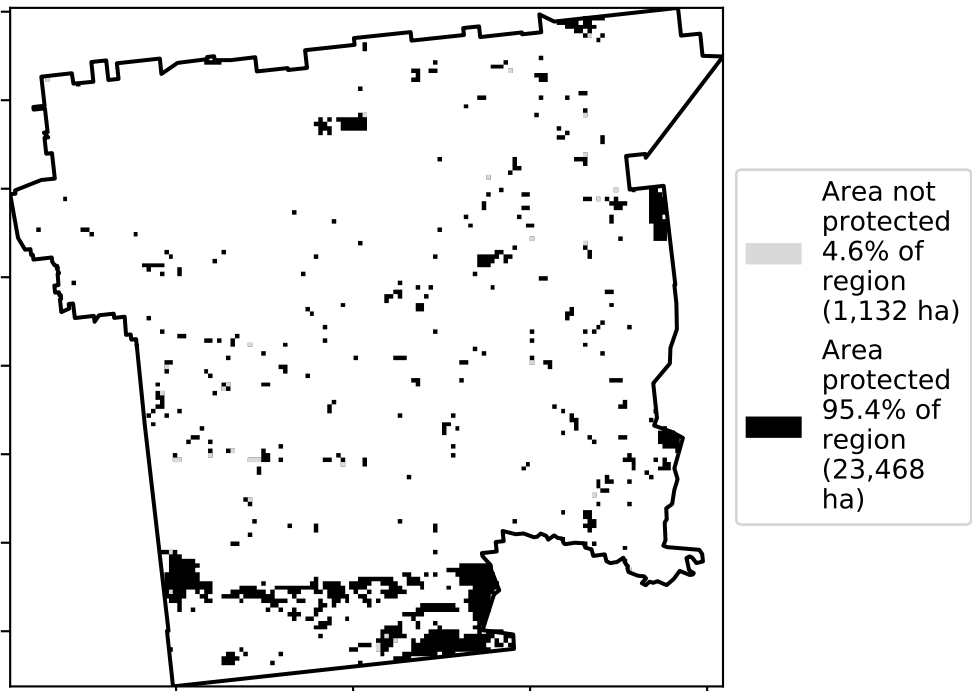 Area not
protected
4.6% of
region
(1,132 ha)
Area
protected
95.4% of
region
(23,468
ha)